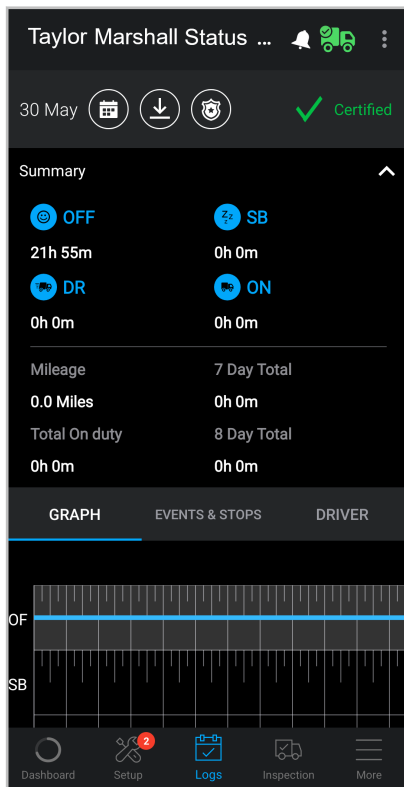 Taylor Marshall Status ...
30 May
Certified
Summary
OFF
SB
21h 55m
0h 0m
DR
ON
0h 0m
0h 0m
Mileage
7 Day Total
0.0 Miles
0h 0m
Total On duty
8 Day Total
0h 0m
0h 0m
GRAPH
EVENTS & STOPS
DRIVER
OF
SB
2
Dashboard
Setup
Logs
Inspection
More